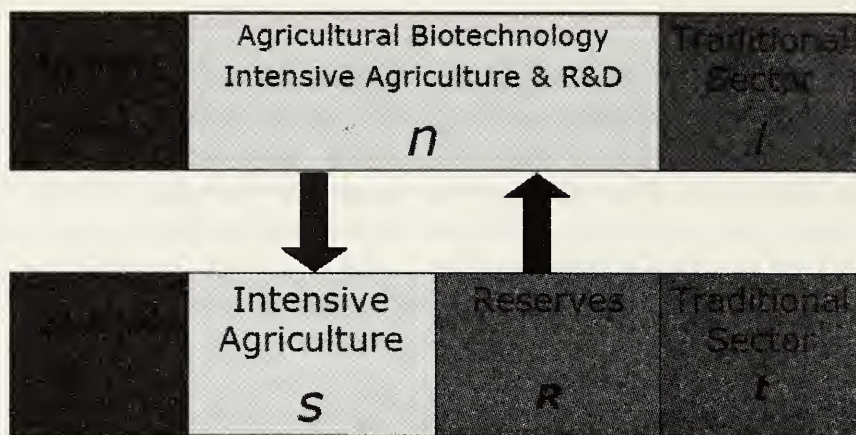 Agricultural Biotechnology
Intensive Agriculture & R&D
n
Traditional
Sector
l
Intensive
Agriculture
s
Reserves
R
Traditional
Sector
t